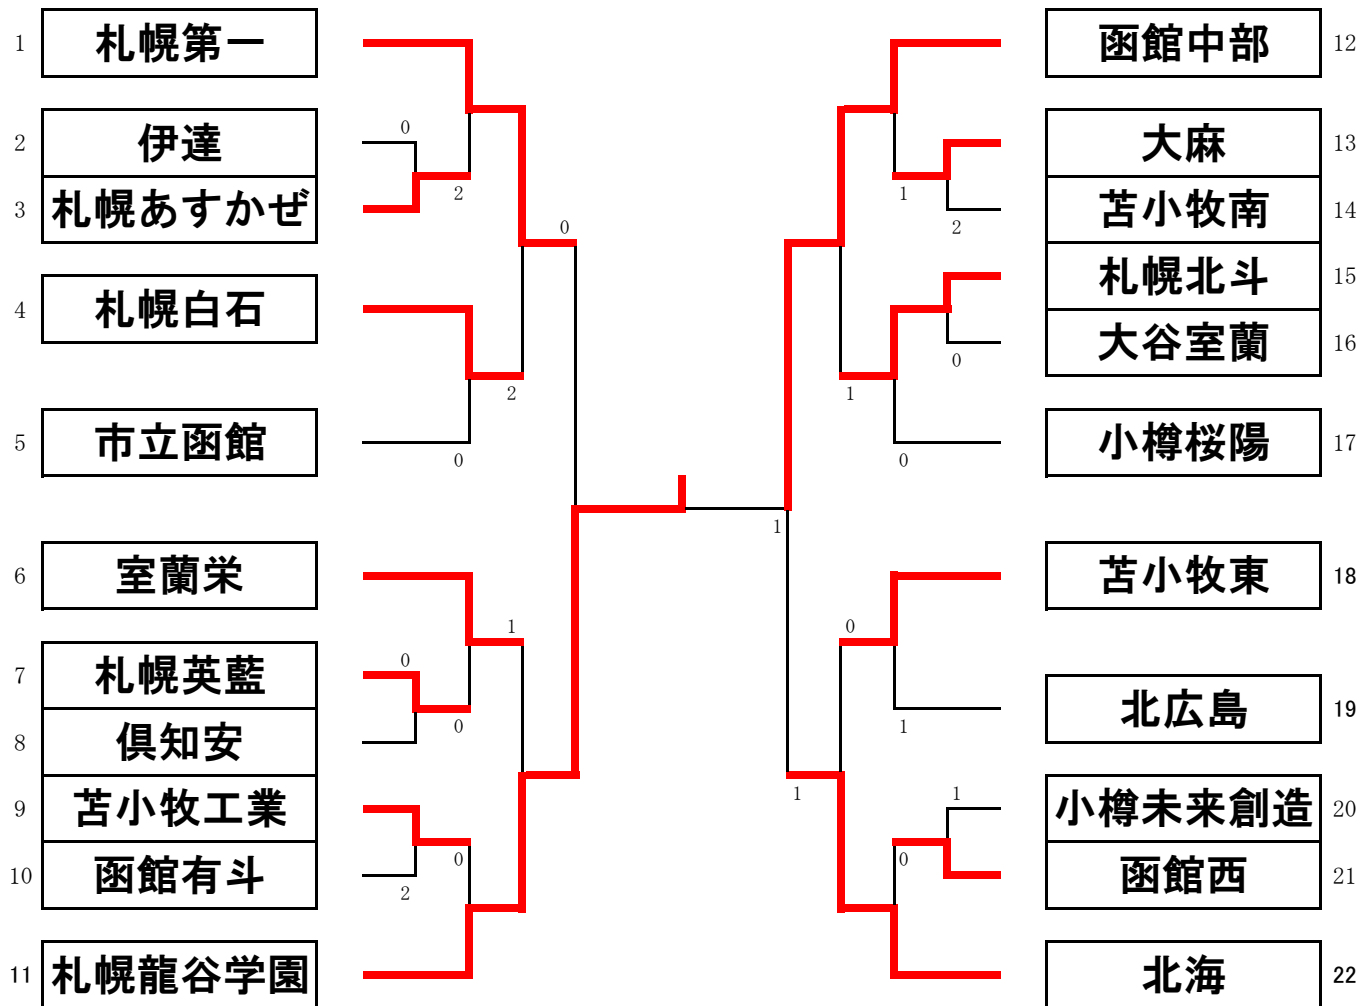 1 札幌第一
2 伊達
3 札幌あすかぜ
4 札幌白石
5 市立函館
6 室蘭栄
7 札幌英藍
8 倶知安
9 苫小牧工業
10 函館有斗
11 札幌龍谷学園
0
2
0
2
0
1
0
0
0
2
1
1
2
1
0
0
0
1
1
1
0
函館中部 12
大麻 13
苫小牧南 14
札幌北斗 15
大谷室蘭 16
小樽桜陽 17
苫小牧東 18
北広島 19
小樽未来創造 20
函館西 21
北海 22